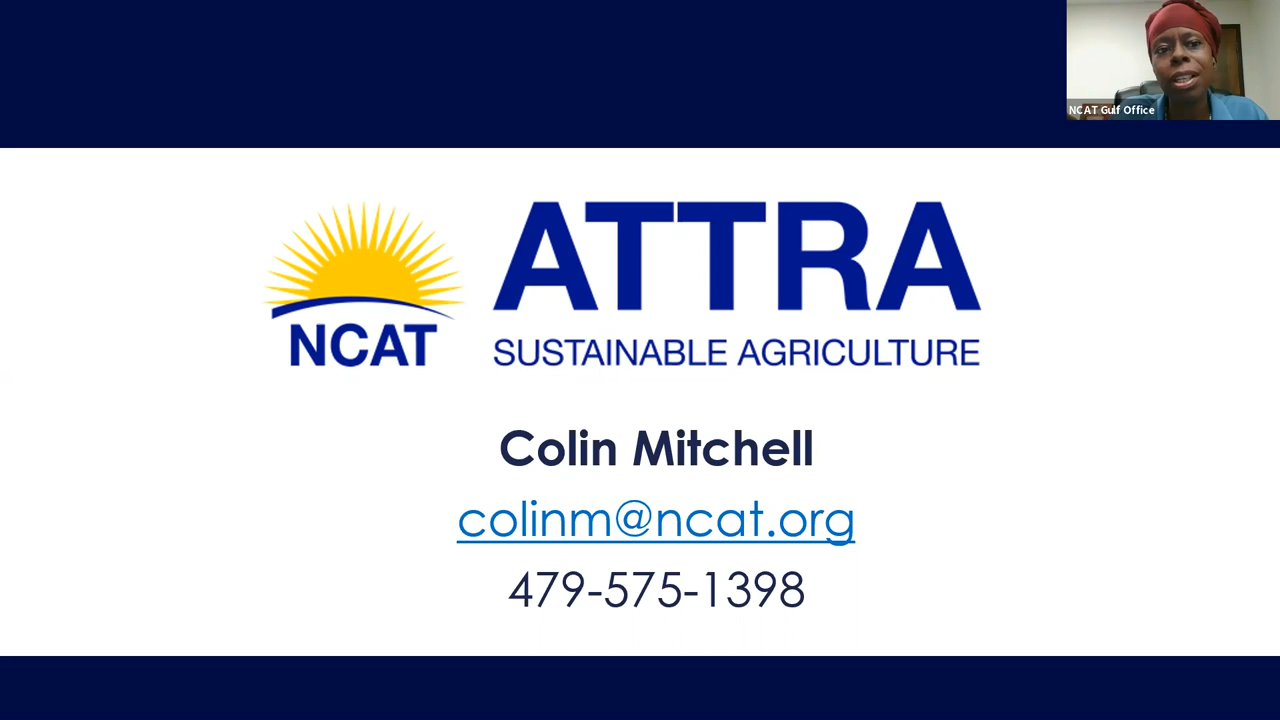 NCAT Gulf Office
ATTRA
NCAT
SUSTAINABLE AGRICULTURE
Colin Mitchell
colinm@ncat.org
479-575-1398